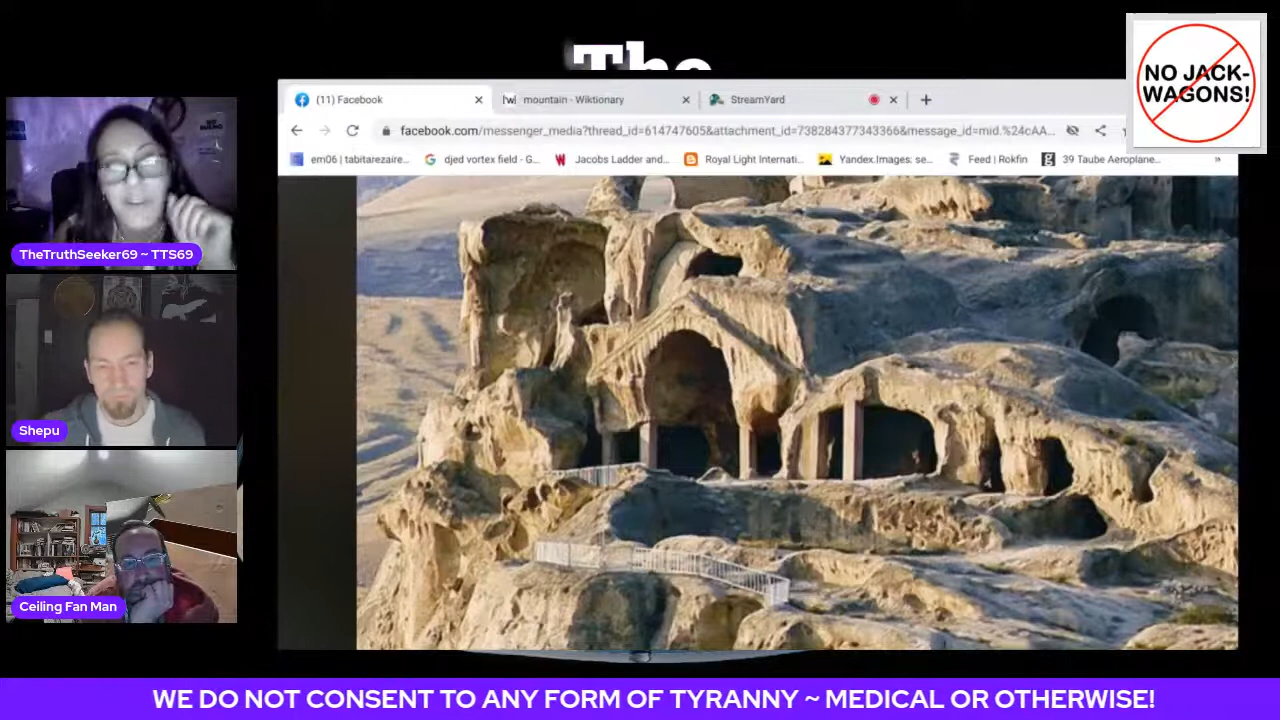 The
NO JACK-
WAGONS!
(11) Facebook
mountain - Wiktionary
StreamYard
facebook.com/messenger_media?thread_id=614747605&attachment_id=738284377343366&message_id=mid.%24cAA...
em06 | tabitarezaire...
djed vortex field - G...
Jacobs Ladder and...
Royal Light Internati...
Yandex.Images: se...
Feed | Rokfin
39 Taube Aeroplane...
TheTruthSeeker69 ~ TTS69
Shepu
Ceiling Fan Man
WE DO NOT CONSENT TO ANY FORM OF TYRANNY ~ MEDICAL OR OTHERWISE!